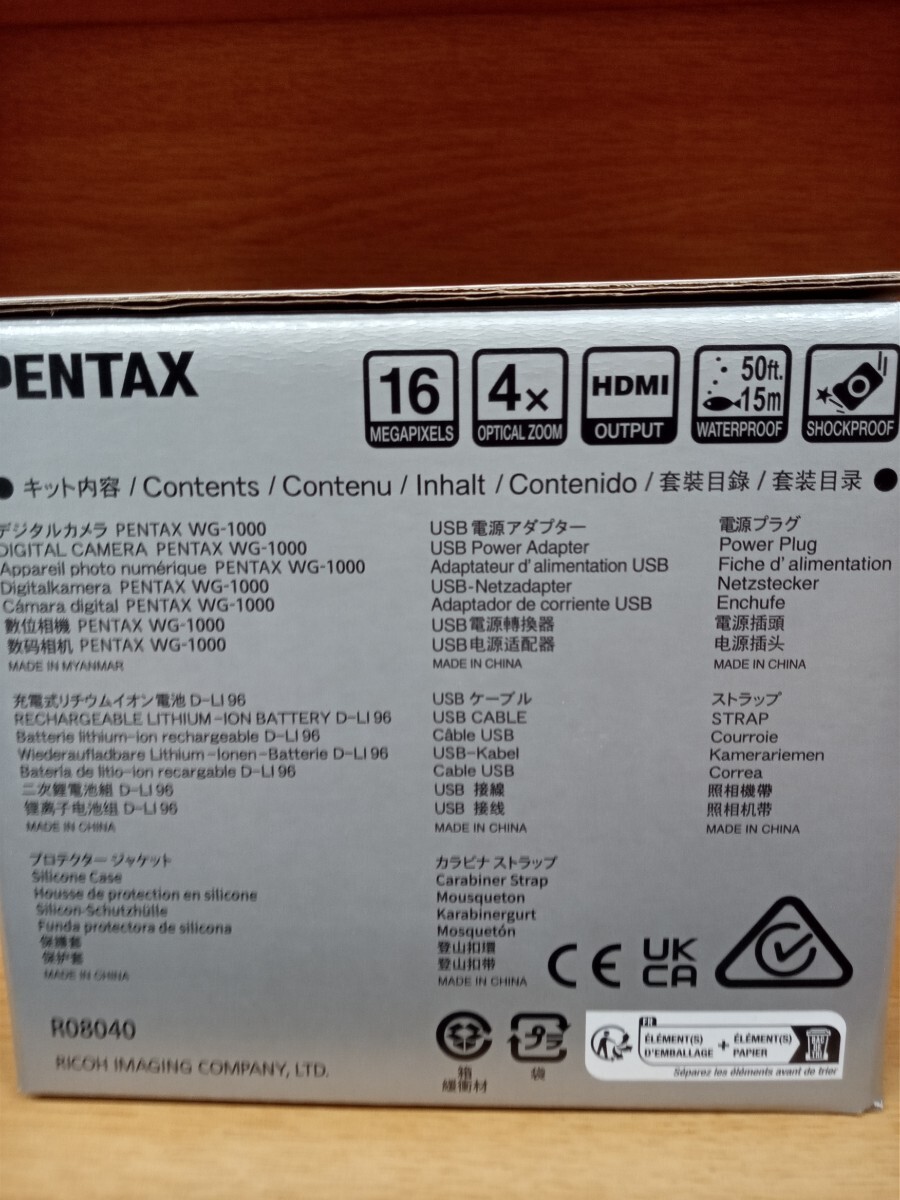 PENTAX
16
MEGAPIXELS
4x
OPTICAL ZOOM
HDMI
OUTPUT
50ft.
15m
WATERPROOF
SHOCKPROOF
● キット内容 / Contents / Contenu / Inhalt / Contenido / 套裝目錄 / 套装目录 ●
デジタルカメラ PENTAX WG-1000
DIGITAL CAMERA PENTAX WG-1000
Appareil photo numérique PENTAX WG-1000
Digitalkamera PENTAX WG-1000
Cámara digital PENTAX WG-1000
數位相機 PENTAX WG-1000
数码相机 PENTAX WG-1000
MADE IN MYANMAR
USB 電源アダプター
USB Power Adapter
Adaptateur d'alimentation USB
USB-Netzadapter
Adaptador de corriente USB
USB電源轉換器
USB电源适配器
MADE IN CHINA
電源プラグ
Power Plug
Fiche d'alimentation
Netzstecker
Enchufe
電源插頭
电源插头
MADE IN CHINA
充電式リチウムイオン電池 D-LI 96
RECHARGEABLE LITHIUM-ION BATTERY D-LI 96
Batterie lithium-ion rechargeable D-LI 96
Wiederaufladbare Lithium-Ionen-Batterie D-LI 96
Batería de litio-ion recargable D-LI 96
二次鋰電池組 D-LI 96
锂离子电池组 D-LI 96
MADE IN CHINA
USB ケーブル
USB CABLE
Câble USB
USB-Kabel
Cable USB
USB 接線
USB 接线
MADE IN CHINA
ストラップ
STRAP
Courroie
Kamerariemen
Correa
照相機帶
照相机带
MADE IN CHINA
プロテクター ジャケット
Silicone Case
Housse de protection en silicone
Silicon-Schutzhülle
Funda protectora de silicona
保護套
保护套
MADE IN CHINA
カラビナ ストラップ
Carabiner Strap
Mousqueton
Karabinergurt
Mosquetón
登山扣環
登山扣带
MADE IN CHINA
CE
UK
CA
R08040
RICOH IMAGING COMPANY, LTD.
箱
緩衝材
プラ
袋
FR
ÉLÉMENT(S)
D'EMBALLAGE
+
ÉLÉMENT(S)
PAPIER
BAC
DE
TRI
Séparez les éléments avant de trier